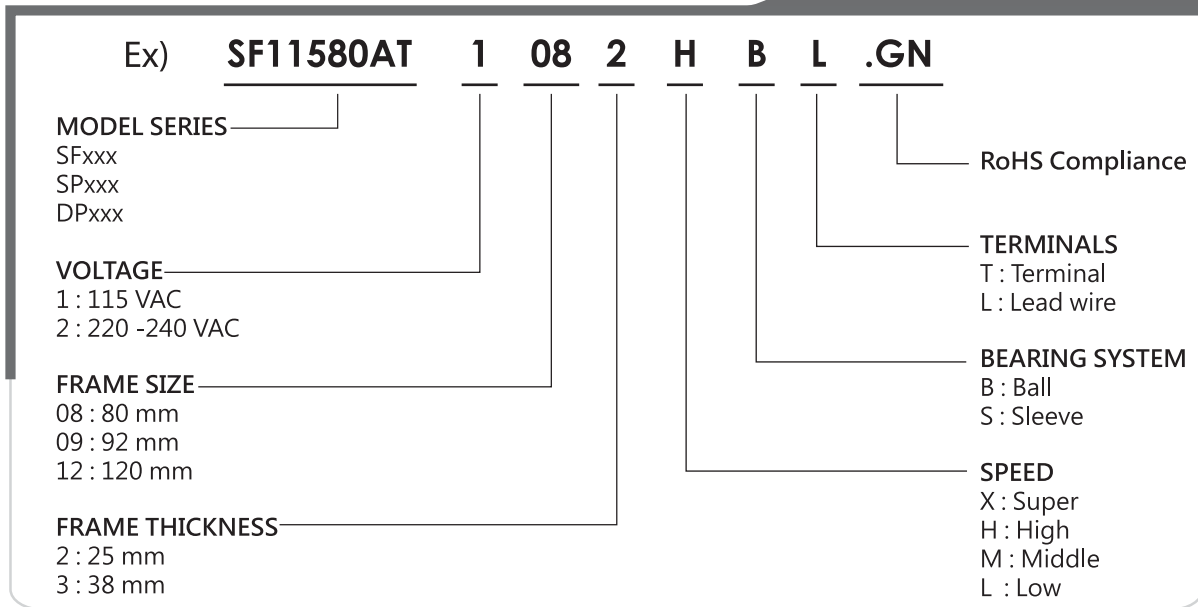 Ex) SF11580AT 1 08 2 H B L .GN
MODEL SERIES
SFxxx
SPxxx
DPxxx
VOLTAGE
1 : 115 VAC
2 : 220 -240 VAC
FRAME SIZE
08 : 80 mm
09 : 92 mm
12 : 120 mm
FRAME THICKNESS
2 : 25 mm
3 : 38 mm
RoHS Compliance
TERMINALS
T : Terminal
L : Lead wire
BEARING SYSTEM
B : Ball
S : Sleeve
SPEED
X : Super
H : High
M : Middle
L : Low